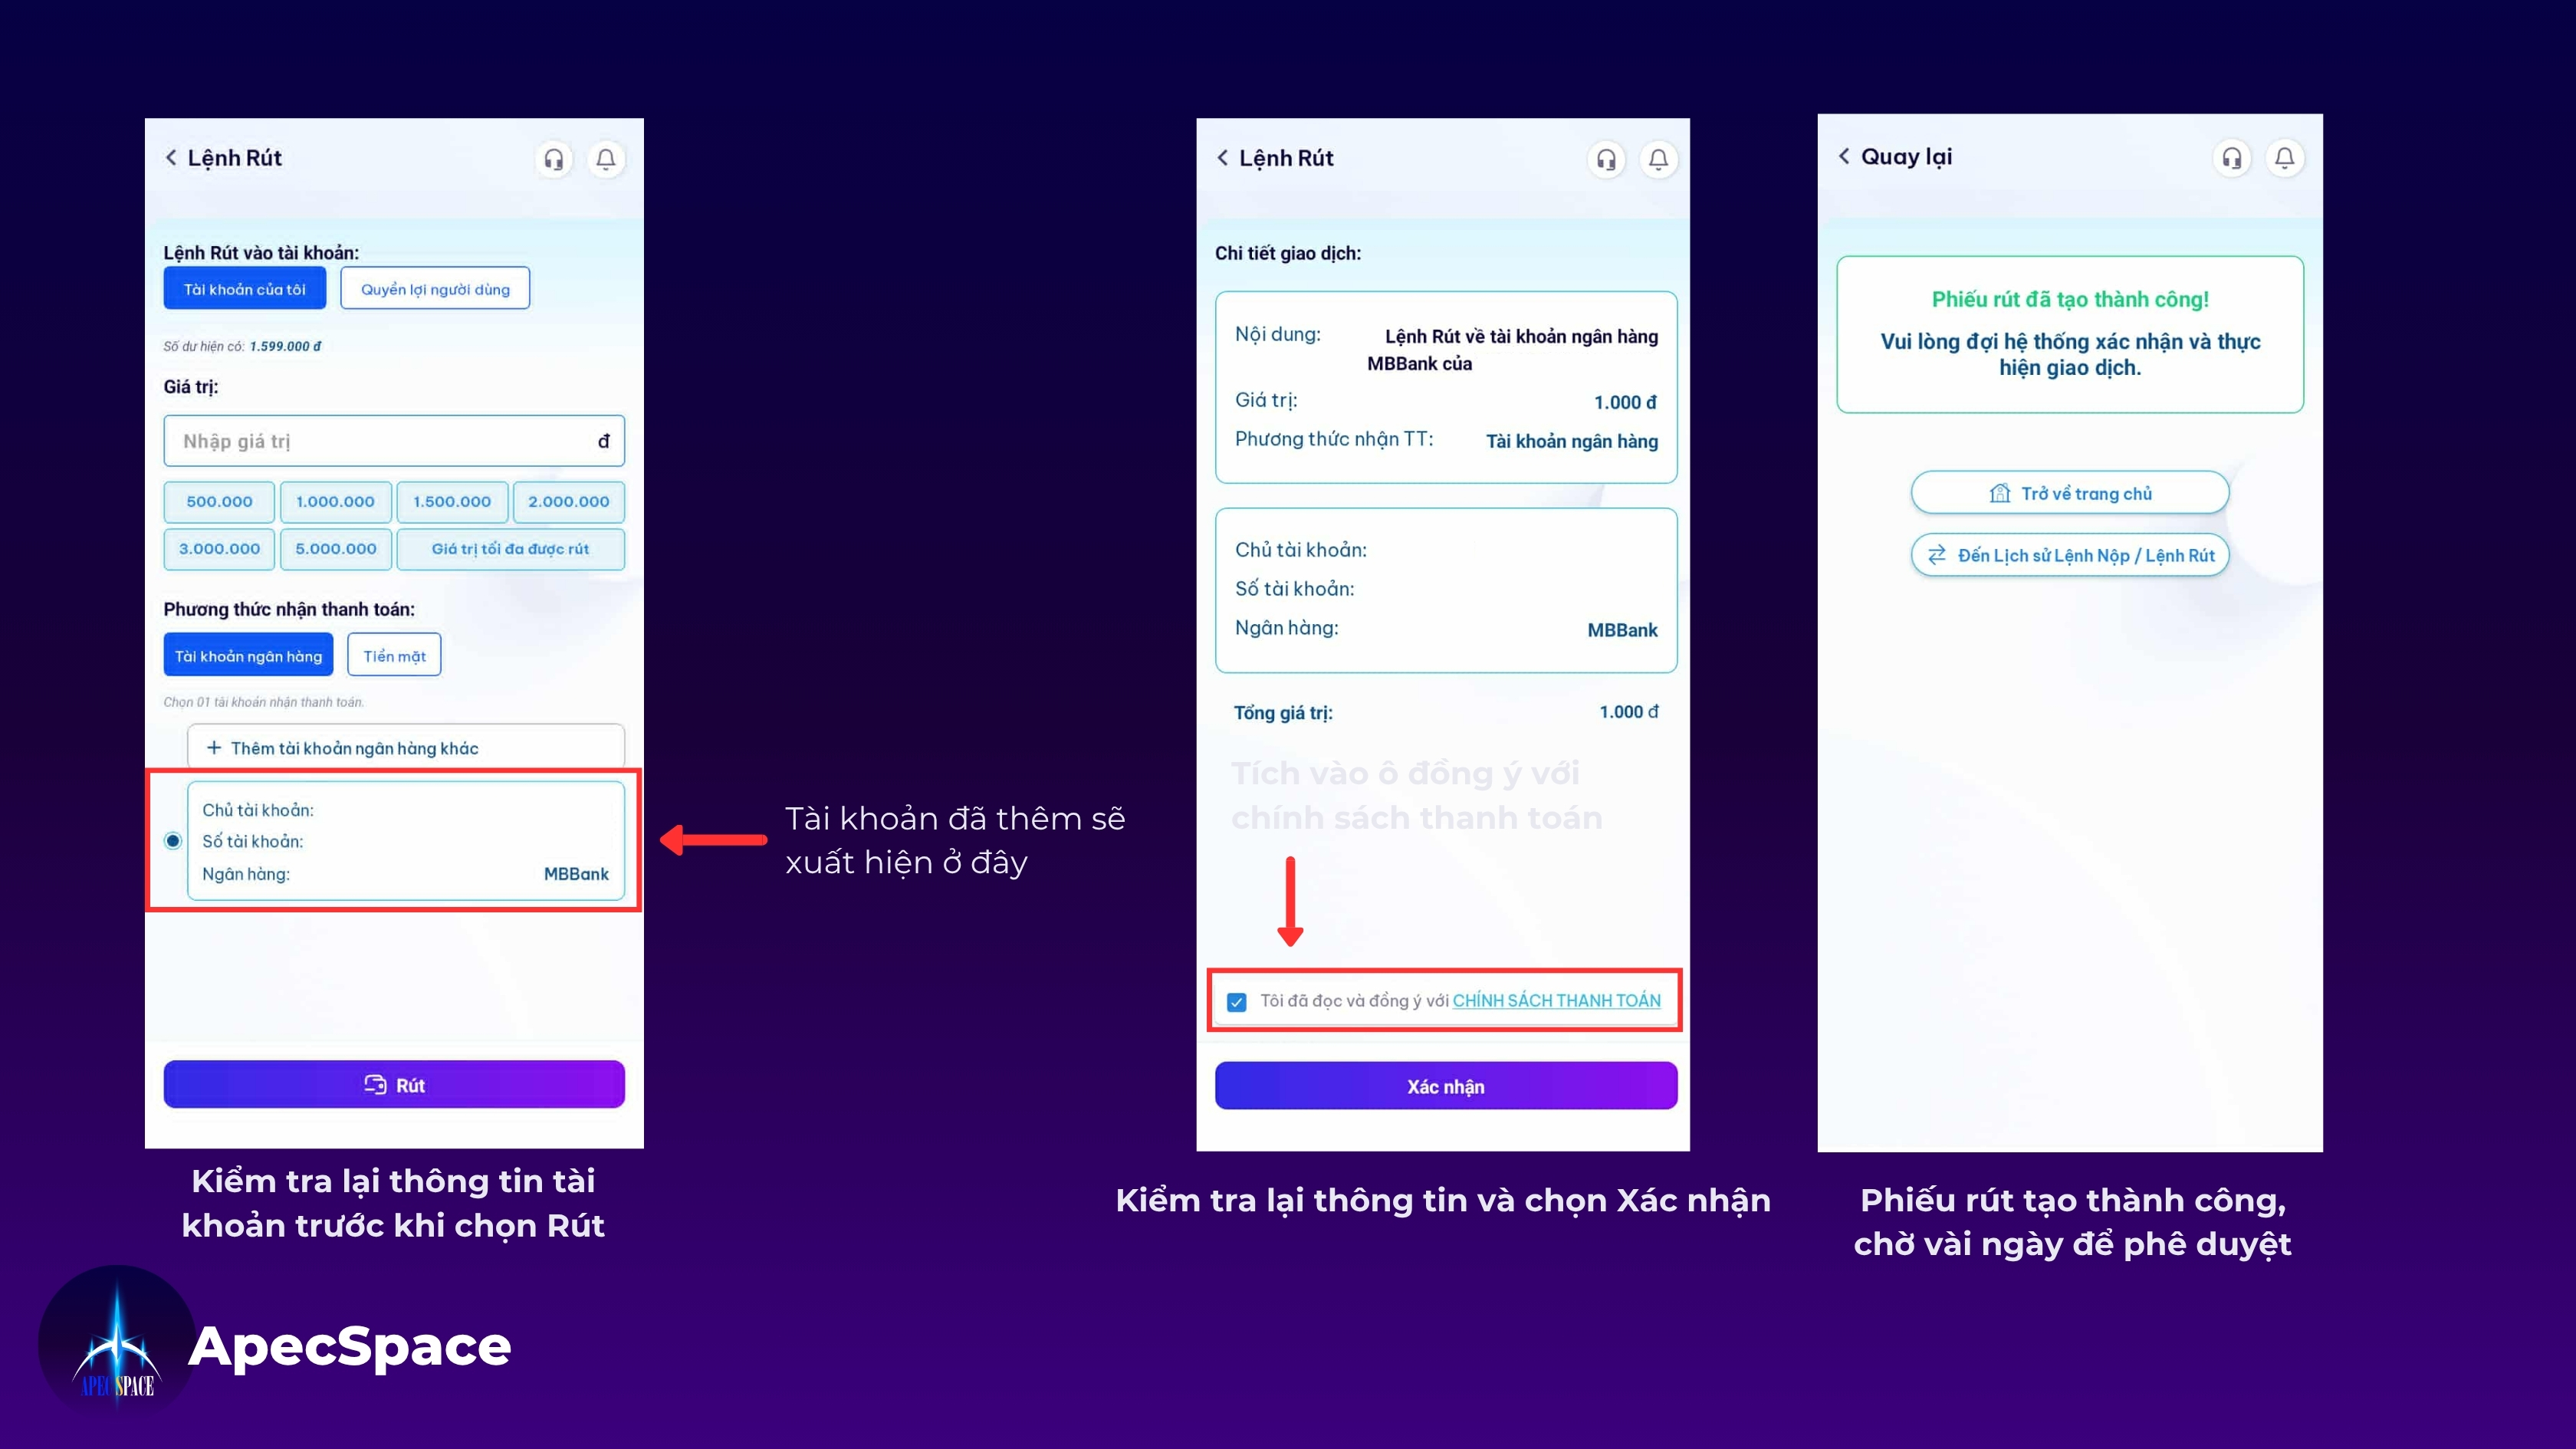 Lệnh Rút
Lệnh Rút vào tài khoản:
Tài khoản của tôi
Quyền lợi người dùng
Số dư hiện có: 1.599.000 đ
Giá trị:
Nhập giá trị đ
500.000 1.000.000 1.500.000 2.000.000
3.000.000 5.000.000 Giá trị tối đa được rút
Phương thức nhận thanh toán:
Tài khoản ngân hàng Tiền mặt
Chọn 01 tài khoản nhận thanh toán.
+ Thêm tài khoản ngân hàng khác
Chủ tài khoản:
Số tài khoản:
Ngân hàng: MBBank
Rút
Kiểm tra lại thông tin tài
khoản trước khi chọn Rút
Tài khoản đã thêm sẽ
xuất hiện ở đây
Lệnh Rút
Chi tiết giao dịch:
Nội dung: Lệnh Rút về tài khoản ngân hàng
MBBank của
Giá trị: 1.000 đ
Phương thức nhận TT: Tài khoản ngân hàng
Chủ tài khoản:
Số tài khoản:
Ngân hàng: MBBank
Tổng giá trị: 1.000 đ
Tích vào ô đồng ý với
chính sách thanh toán
Tôi đã đọc và đồng ý với CHÍNH SÁCH THANH TOÁN
Xác nhận
Kiểm tra lại thông tin và chọn Xác nhận
Quay lại
Phiếu rút đã tạo thành công!
Vui lòng đợi hệ thống xác nhận và thực
hiện giao dịch.
Trở về trang chủ
Đến Lịch sử Lệnh Nộp / Lệnh Rút
Phiếu rút tạo thành công,
chờ vài ngày để phê duyệt
APECSPACE
ApecSpace